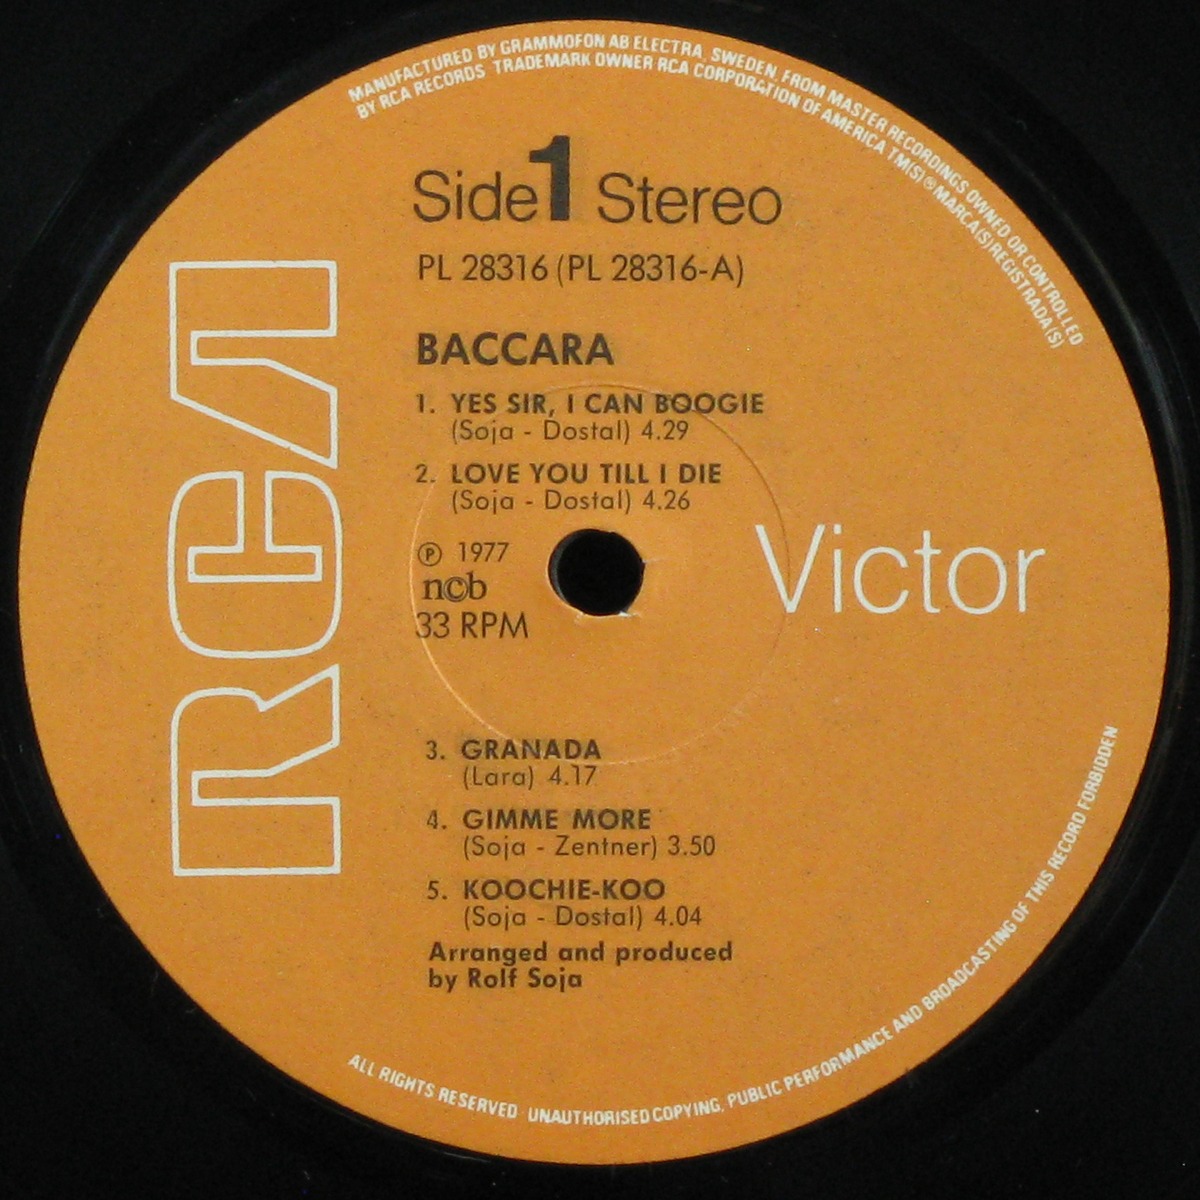 MANUFACTURED BY GRAMMOFON AB ELECTRA, SWEDEN, FROM MASTER RECORDINGS OWNED OR CONTROLLED
BY RCA RECORDS TRADEMARK OWNER RCA CORPORATION OF AMERICA T.M(S) ® MARCA(S) REGISTRADA(S)
Side 1 Stereo
PL 28316 (PL 28316-A)
RCA
BACCARA
1. YES SIR, I CAN BOOGIE
(Soja - Dostal) 4.29
2. LOVE YOU TILL I DIE
(Soja - Dostal) 4.26
℗ 1977
ncb
33 RPM
Victor
3. GRANADA
(Lara) 4.17
4. GIMME MORE
(Soja - Zentner) 3.50
5. KOOCHIE-KOO
(Soja - Dostal) 4.04
Arranged and produced
by Rolf Soja
ALL RIGHTS RESERVED UNAUTHORISED COPYING, PUBLIC PERFORMANCE AND BROADCASTING OF THIS RECORD FORBIDDEN